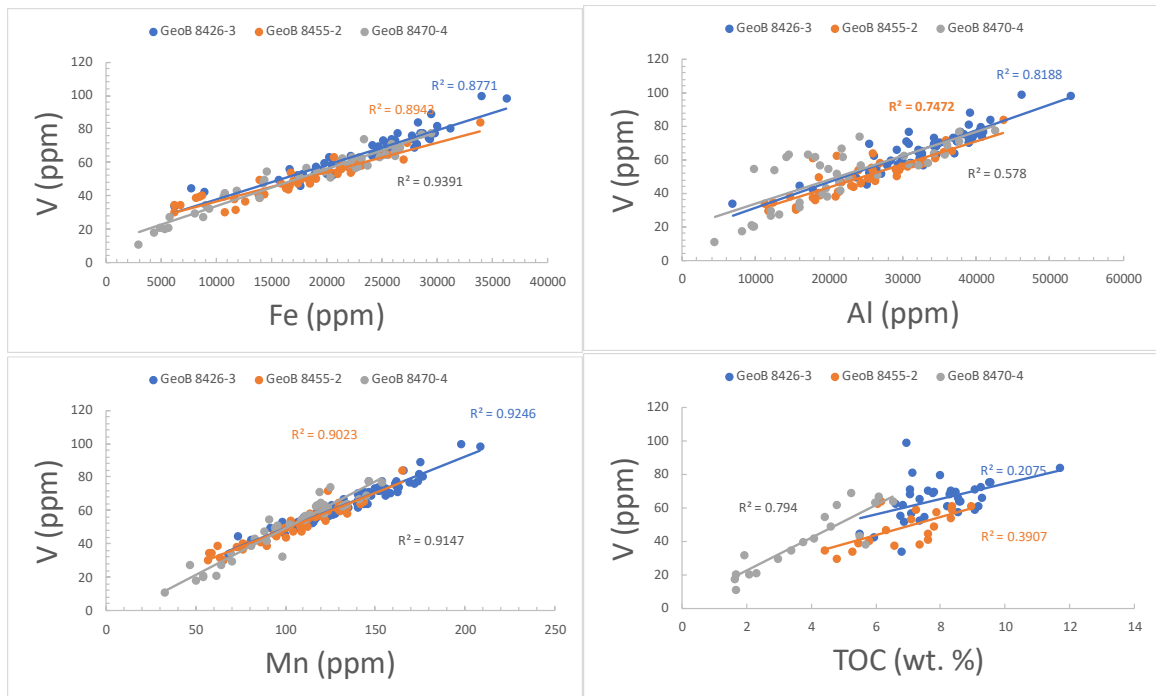 GeoB 8426-3 GeoB 8455-2 GeoB 8470-4
120
100
80
60
40
20
0
V (ppm)
R² = 0.8771
R² = 0.8942
R² = 0.9391
0 5000 10000 15000 20000 25000 30000 35000 40000
Fe (ppm)
GeoB 8426-3 GeoB 8455-2 GeoB 8470-4
120
100
80
60
40
20
0
V (ppm)
R² = 0.8188
R² = 0.7472
R² = 0.578
0 10000 20000 30000 40000 50000 60000
Al (ppm)
GeoB 8426-3 GeoB 8455-2 GeoB 8470-4
120
100
80
60
40
20
0
V (ppm)
R² = 0.9246
R² = 0.9023
R² = 0.9147
0 50 100 150 200 250
Mn (ppm)
GeoB 8426-3 GeoB 8455-2 GeoB 8470-4
120
100
80
60
40
20
0
V (ppm)
R² = 0.2075
R² = 0.794
R² = 0.3907
0 2 4 6 8 10 12 14
TOC (wt. %)